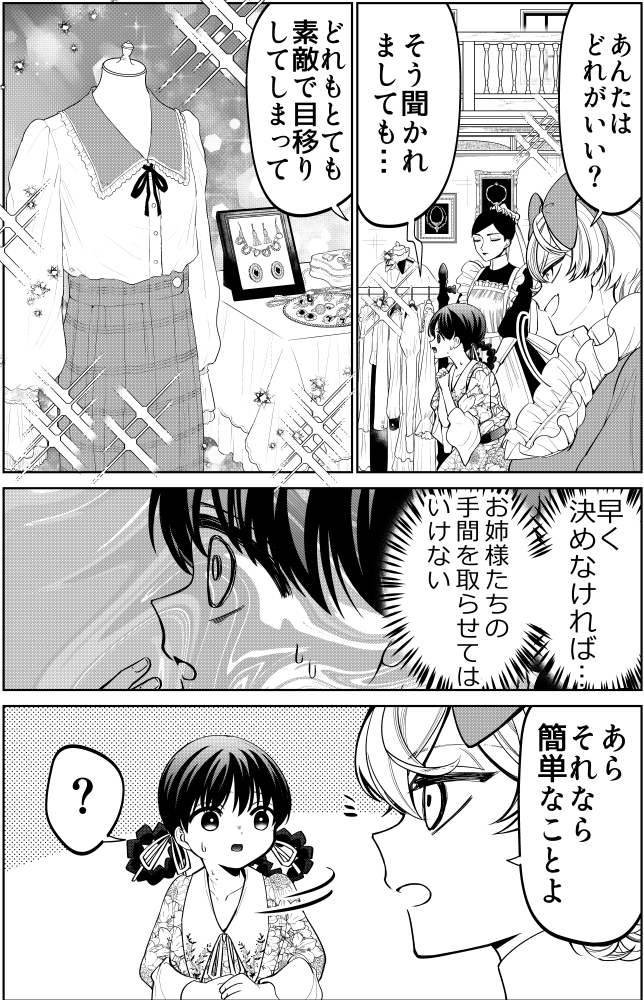 あんたは
どれがいい?
そう聞かれ
ましても…
どれもとても
素敵で目移り
してしまって
早く
決めなければ…
お姉様たちの
手間を取らせては
いけない
あら
それなら
簡単なことよ
?